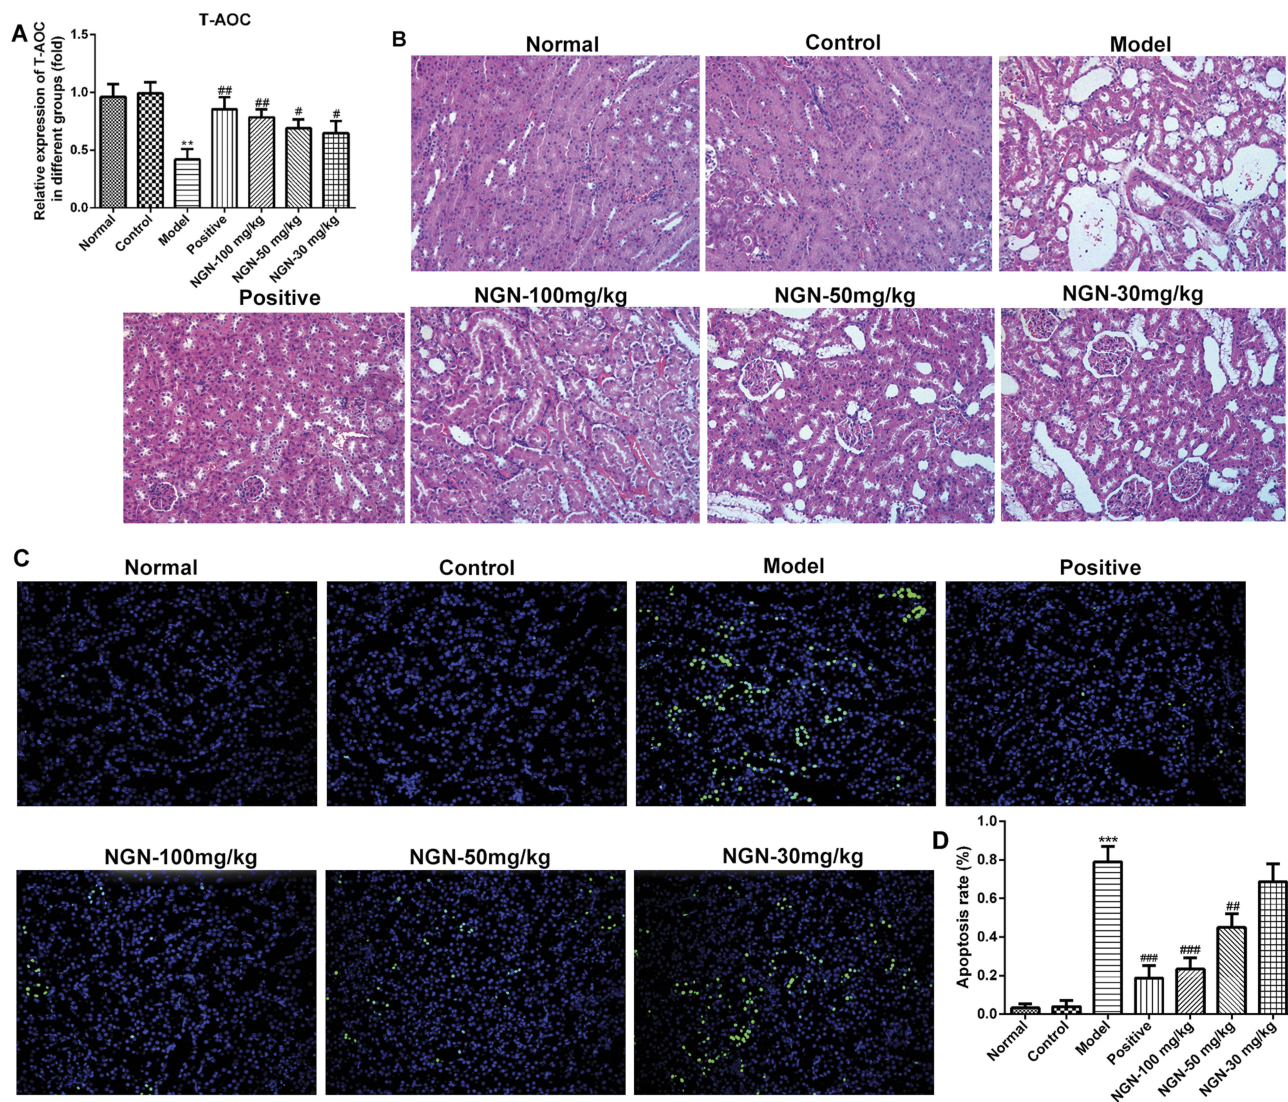 A
T-AOC
Relative expression of T-AOC
in different groups (fold)
1.5
1.0
0.5
0.0
**
##
##
#
#
Normal
Control
Model
Positive
NGN-100 mg/kg
NGN-50 mg/kg
NGN-30 mg/kg
B
Normal
Control
Model
Positive
NGN-100mg/kg
NGN-50mg/kg
NGN-30mg/kg
C
Normal
Control
Model
Positive
NGN-100mg/kg
NGN-50mg/kg
NGN-30mg/kg
D
Apoptosis rate (%)
1.0
0.8
0.6
0.4
0.2
0.0
***
###
###
##
Normal
Control
Model
Positive
NGN-100 mg/kg
NGN-50 mg/kg
NGN-30 mg/kg